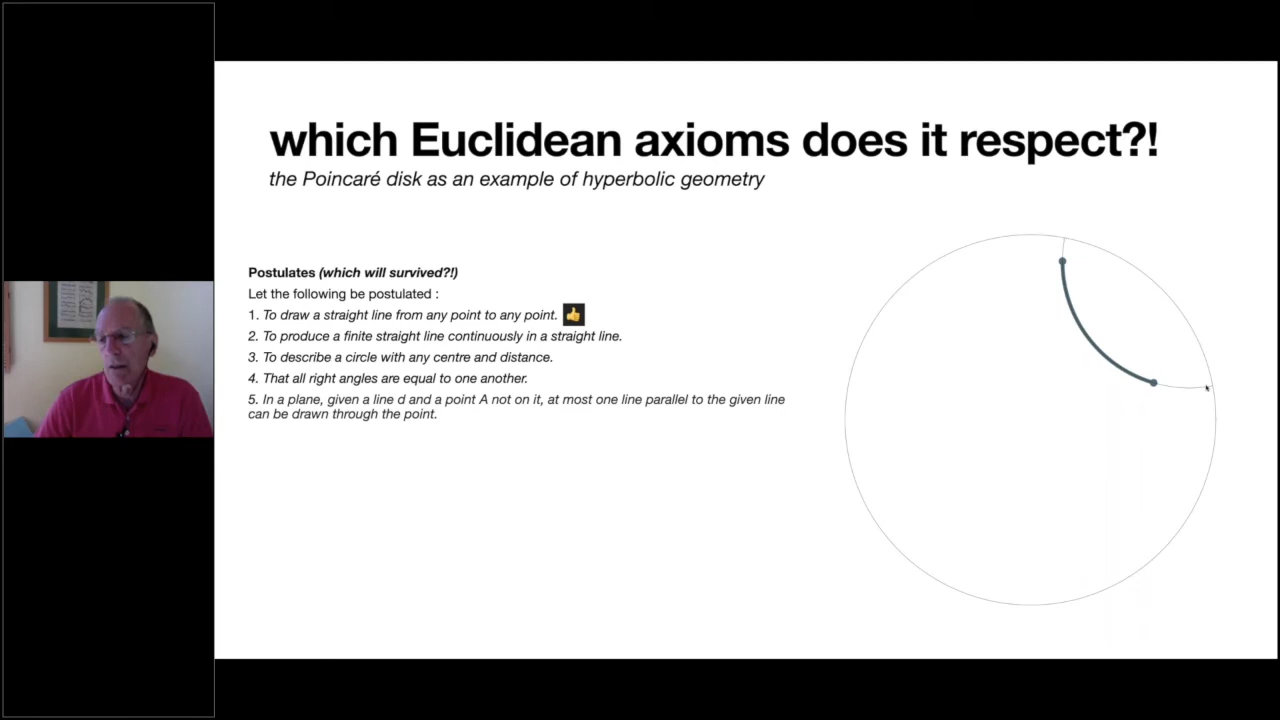 which Euclidean axioms does it respect?!
the Poincaré disk as an example of hyperbolic geometry
Postulates (which will survived?!)
Let the following be postulated :
1. To draw a straight line from any point to any point.
2. To produce a finite straight line continuously in a straight line.
3. To describe a circle with any centre and distance.
4. That all right angles are equal to one another.
5. In a plane, given a line d and a point A not on it, at most one line parallel to the given line
can be drawn through the point.